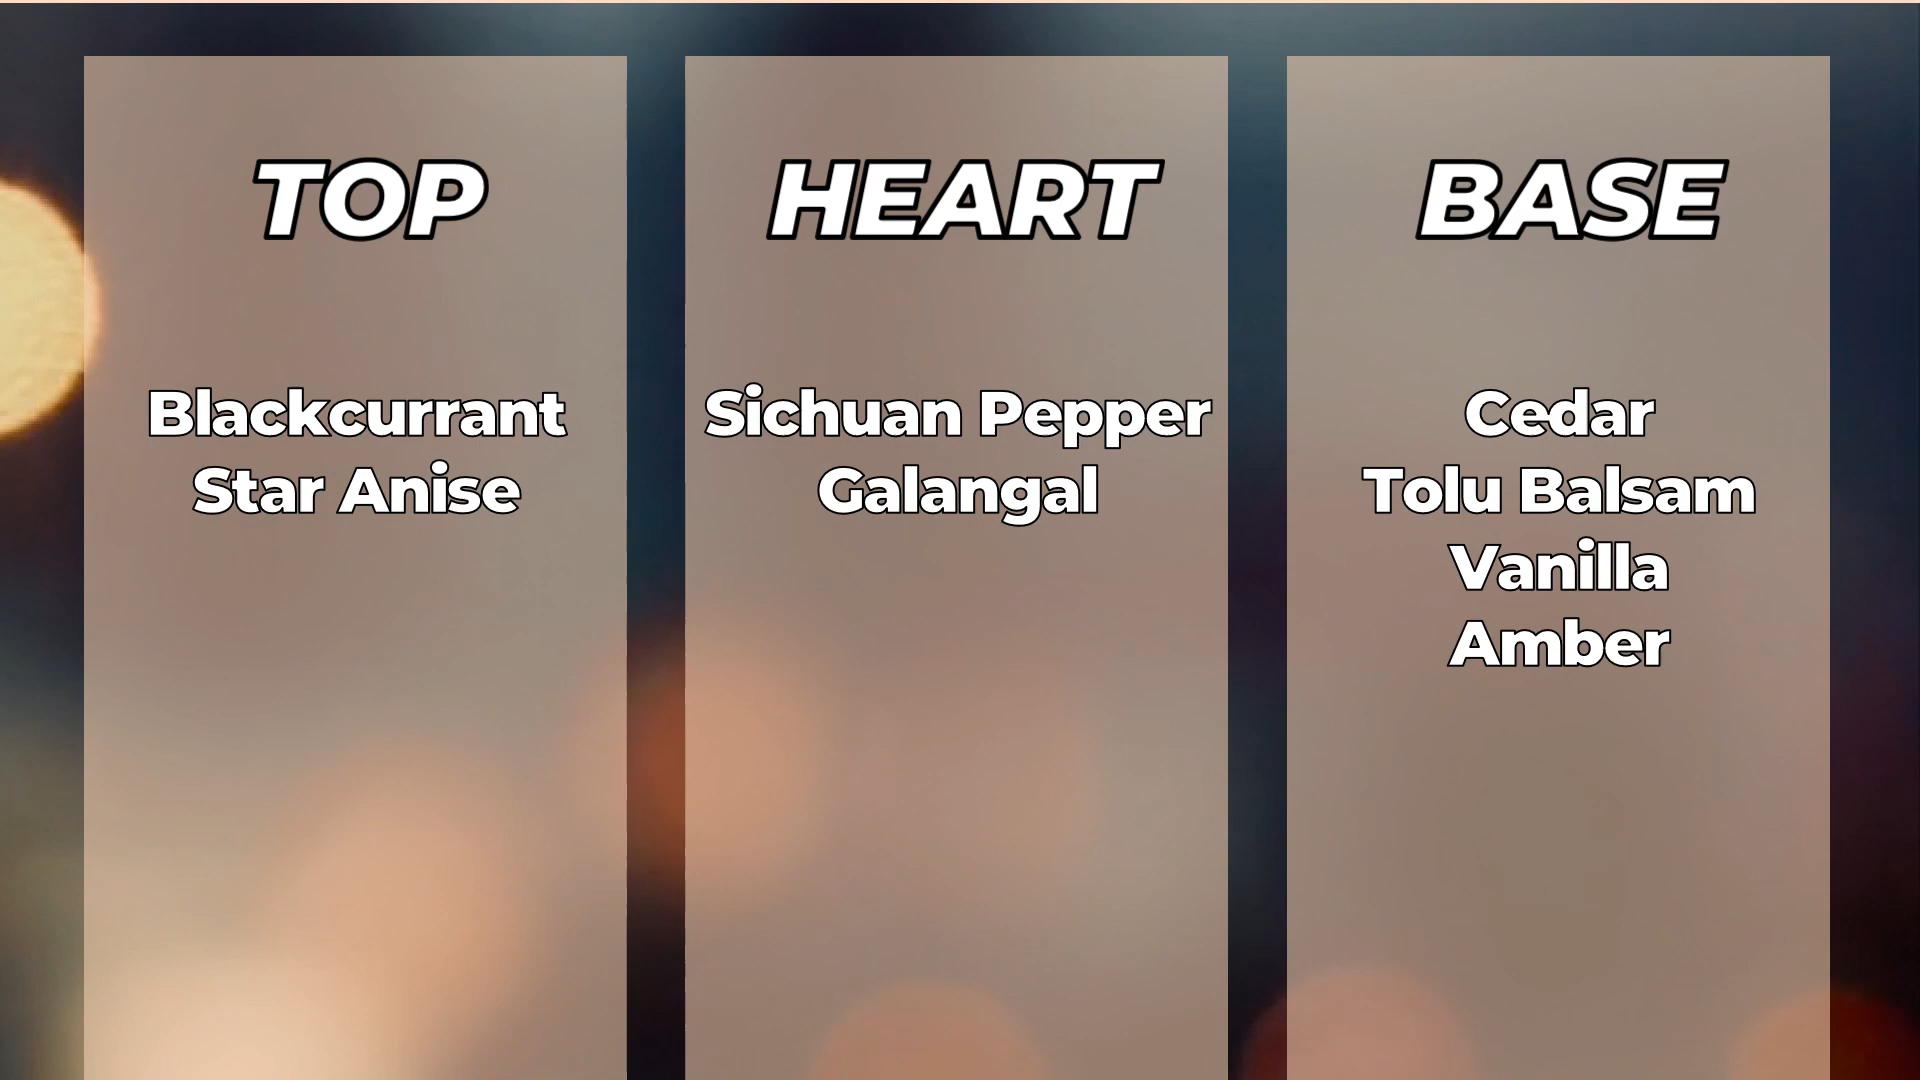 TOP
Blackcurrant
Star Anise
HEART
Sichuan Pepper
Galangal
BASE
Cedar
Tolu Balsam
Vanilla
Amber